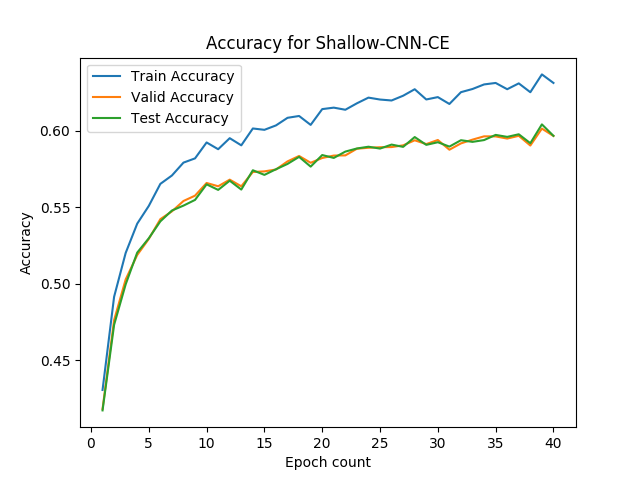 Accuracy for Shallow-CNN-CE
Train Accuracy
Valid Accuracy
Test Accuracy
0.60
0.55
0.50
0.45
Accuracy
0 5 10 15 20 25 30 35 40
Epoch count